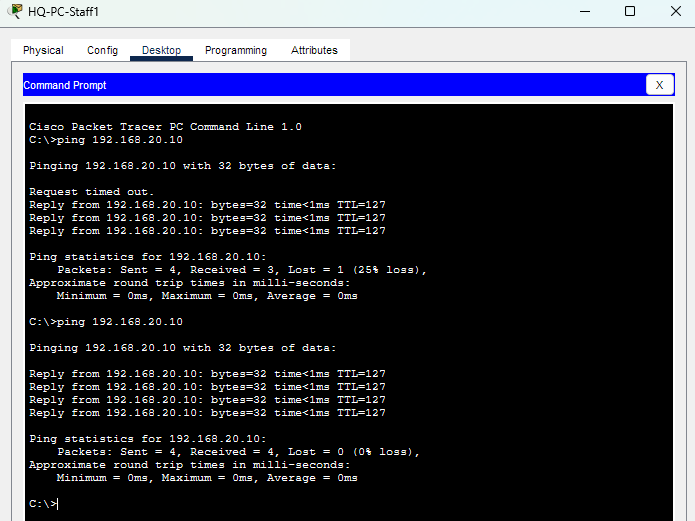 HQ-PC-Staff1
Physical Config Desktop Programming Attributes
Command Prompt X
Cisco Packet Tracer PC Command Line 1.0
C:\>ping 192.168.20.10
Pinging 192.168.20.10 with 32 bytes of data:
Request timed out.
Reply from 192.168.20.10: bytes=32 time<1ms TTL=127
Reply from 192.168.20.10: bytes=32 time<1ms TTL=127
Reply from 192.168.20.10: bytes=32 time<1ms TTL=127
Ping statistics for 192.168.20.10:
    Packets: Sent = 4, Received = 3, Lost = 1 (25% loss),
Approximate round trip times in milli-seconds:
    Minimum = 0ms, Maximum = 0ms, Average = 0ms
C:\>ping 192.168.20.10
Pinging 192.168.20.10 with 32 bytes of data:
Reply from 192.168.20.10: bytes=32 time<1ms TTL=127
Reply from 192.168.20.10: bytes=32 time<1ms TTL=127
Reply from 192.168.20.10: bytes=32 time<1ms TTL=127
Reply from 192.168.20.10: bytes=32 time<1ms TTL=127
Ping statistics for 192.168.20.10:
    Packets: Sent = 4, Received = 4, Lost = 0 (0% loss),
Approximate round trip times in milli-seconds:
    Minimum = 0ms, Maximum = 0ms, Average = 0ms
C:\>